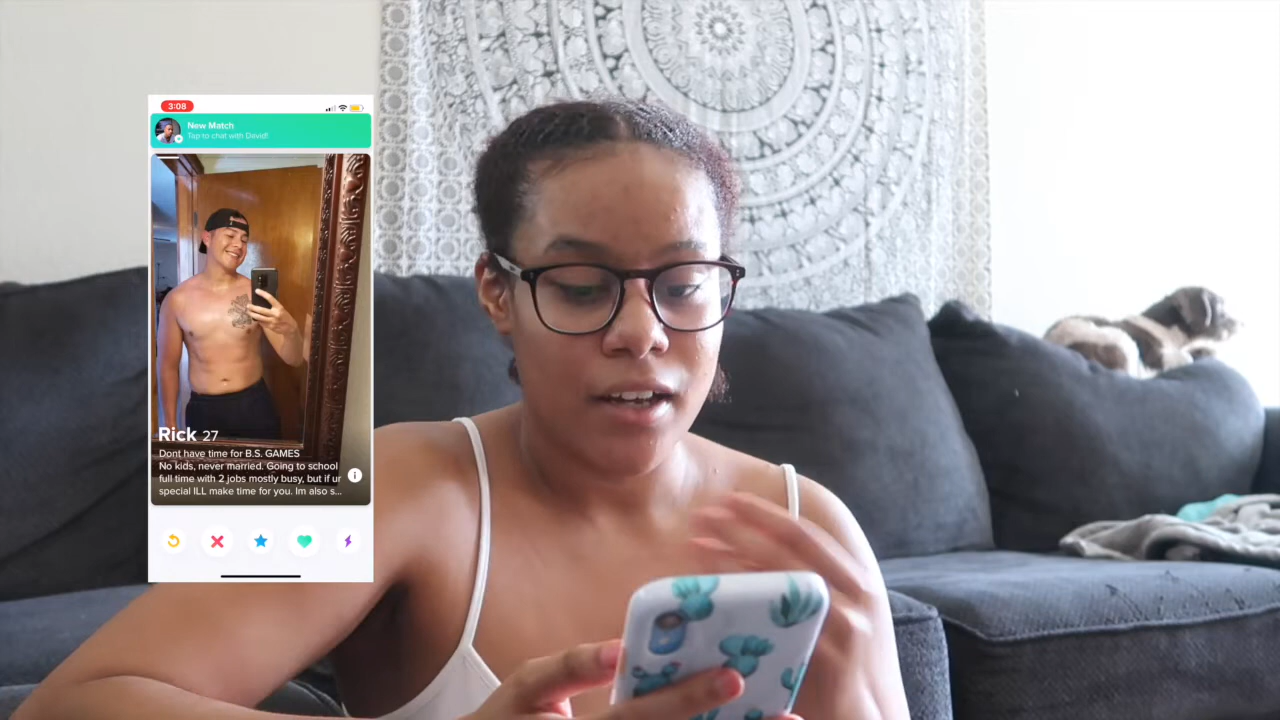 3:08
New Match
Tap to chat with David!
Rick 27
Dont have time for B.S. GAMES
No kids, never married. Going to school
full time with 2 jobs mostly busy, but if ur
special ILL make time for you. Im also s...